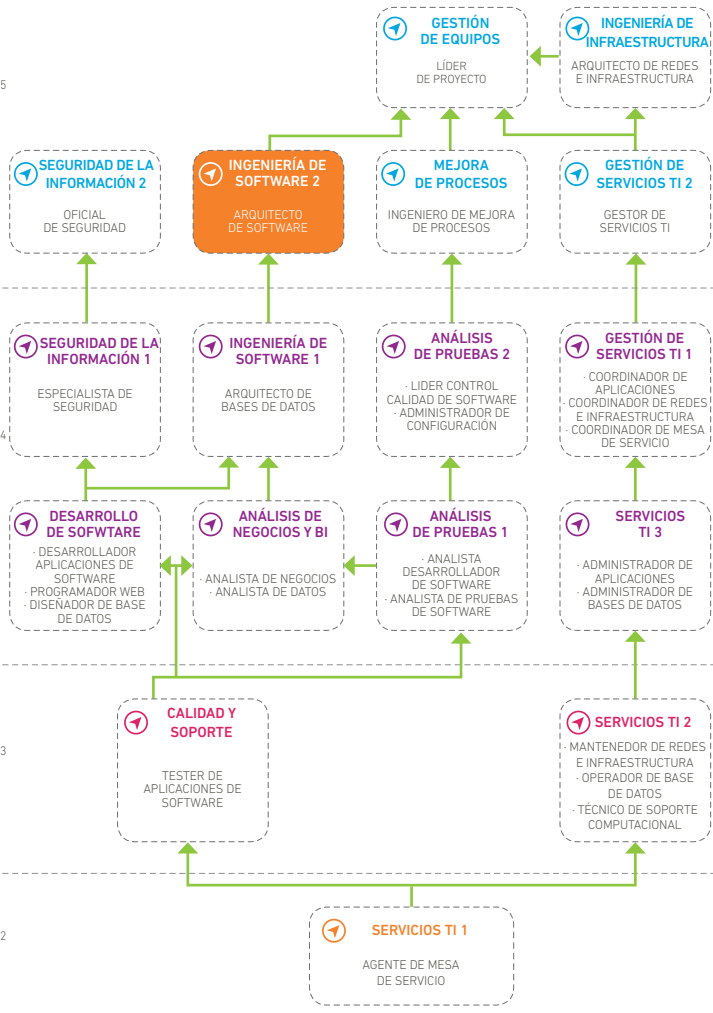 GESTIÓN
DE EQUIPOS
LÍDER
DE PROYECTO
INGENIERÍA DE
INFRAESTRUCTURA
ARQUITECTO DE REDES
E INFRAESTRUCTURA
5
SEGURIDAD DE LA
INFORMACIÓN 2
OFICIAL
DE SEGURIDAD
INGENIERÍA DE
SOFTWARE 2
ARQUITECTO
DE SOFTWARE
MEJORA
DE PROCESOS
INGENIERO DE MEJORA
DE PROCESOS
GESTIÓN DE
SERVICIOS TI 2
GESTOR DE
SERVICIOS TI
SEGURIDAD DE LA
INFORMACIÓN 1
ESPECIALISTA DE
SEGURIDAD
INGENIERÍA DE
SOFTWARE 1
ARQUITECTO DE
BASES DE DATOS
ANÁLISIS
DE PRUEBAS 2
· LIDER CONTROL
CALIDAD DE SOFTWARE
· ADMINISTRADOR DE
CONFIGURACIÓN
GESTIÓN DE
SERVICIOS TI 1
· COORDINADOR DE
APLICACIONES
· COORDINADOR DE REDES
E INFRAESTRUCTURA
· COORDINADOR DE MESA
DE SERVICIO
4
DESARROLLO
DE SOFWTARE
· DESARROLLADOR
APLICACIONES DE
SOFTWARE
· PROGRAMADOR WEB
· DISEÑADOR DE BASE
DE DATOS
ANÁLISIS DE
NEGOCIOS Y BI
· ANALISTA DE NEGOCIOS
· ANALISTA DE DATOS
ANÁLISIS
DE PRUEBAS 1
· ANALISTA
DESARROLLADOR
DE SOFTWARE
· ANALISTA DE PRUEBAS
DE SOFTWARE
SERVICIOS
TI 3
· ADMINISTRADOR DE
APLICACIONES
· ADMINISTRADOR DE
BASES DE DATOS
CALIDAD Y
SOPORTE
TESTER DE
APLICACIONES DE
SOFTWARE
SERVICIOS TI 2
· MANTENEDOR DE REDES
E INFRAESTRUCTURA
· OPERADOR DE BASE
DE DATOS
· TÉCNICO DE SOPORTE
COMPUTACIONAL
3
SERVICIOS TI 1
AGENTE DE MESA
DE SERVICIO
2